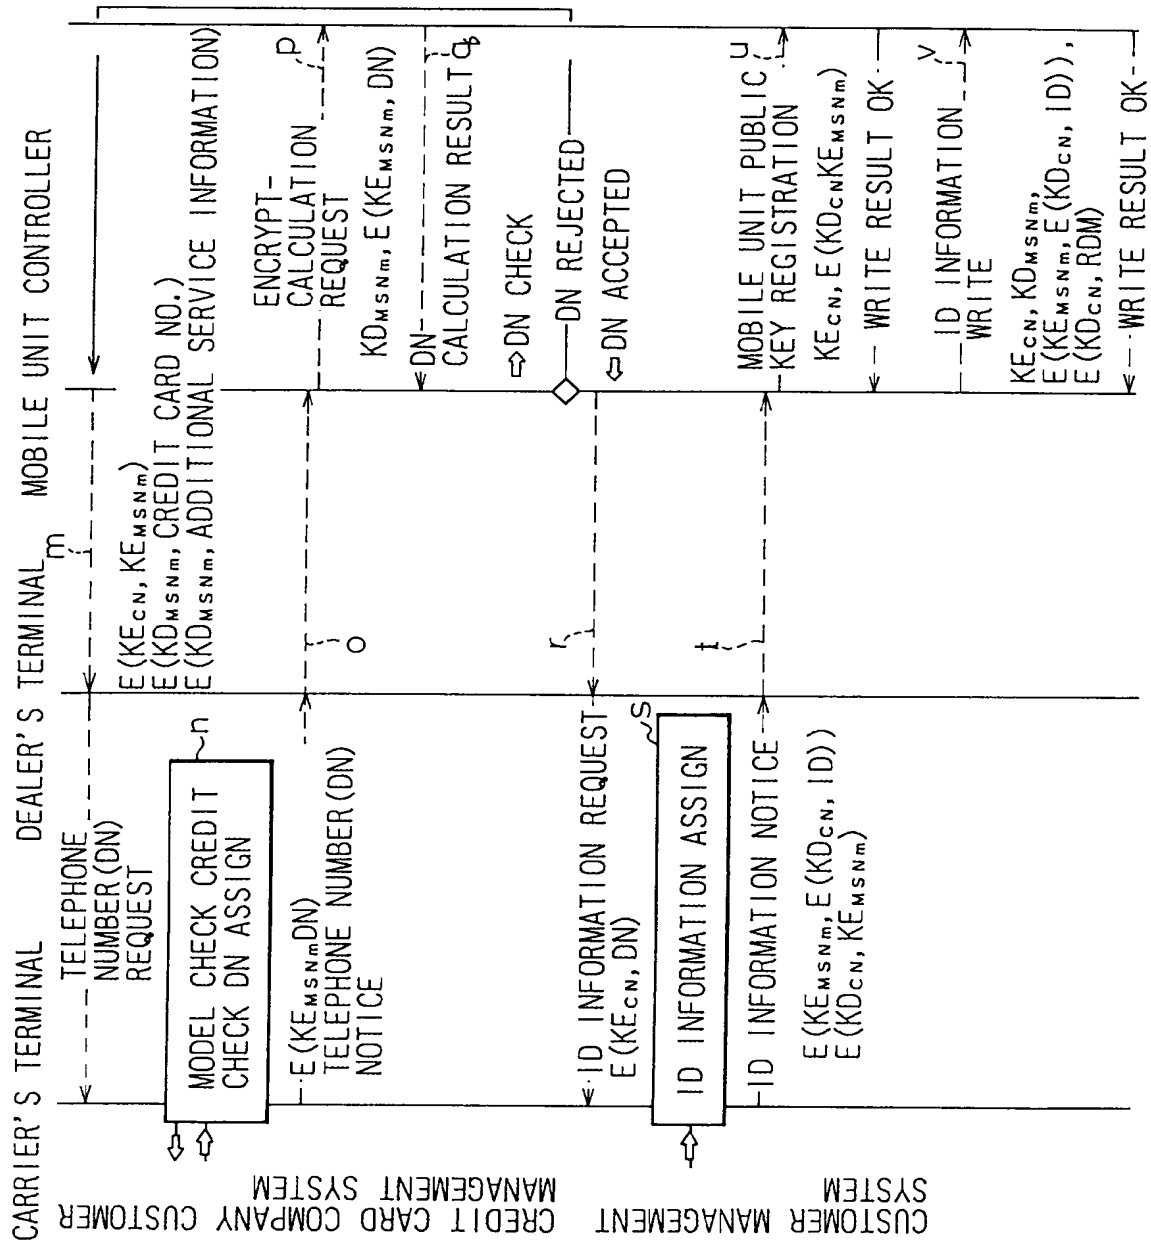 CARRIER'S TERMINAL
DEALER'S TERMINAL
MOBILE UNIT CONTROLLER
TELEPHONE
NUMBER(DN)
REQUEST
m
E(KECN, KEMSNm)
E(KDMSNm, CREDIT CARD NO.)
E(KDMSNm, ADDITIONAL SERVICE INFORMATION)
n
MODEL CHECK CREDIT
CHECK DN ASSIGN
CREDIT CARD COMPANY CUSTOMER
MANAGEMENT SYSTEM
E(KEMSNmDN)
TELEPHONE NUMBER(DN)
NOTICE
o
ENCRYPT-
CALCULATION
REQUEST
p
KDMSNm, E(KEMSNm, DN)
DN
CALCULATION RESULT
q
DN CHECK
DN REJECTED
DN ACCEPTED
r
ID INFORMATION REQUEST
E(KECN, DN)
s
ID INFORMATION ASSIGN
CUSTOMER MANAGEMENT
SYSTEM
ID INFORMATION NOTICE
t
E(KEMSNm, E(KDCN, ID))
E(KDCN, KEMSNm)
MOBILE UNIT PUBLIC
KEY REGISTRATION
u
KECN, E(KDCNKEMSNm)
WRITE RESULT OK
ID INFORMATION
WRITE
v
KECN, KDMSNm,
E(KEMSNm, E(KDCN, ID)),
E(KDCN, RDM)
WRITE RESULT OK